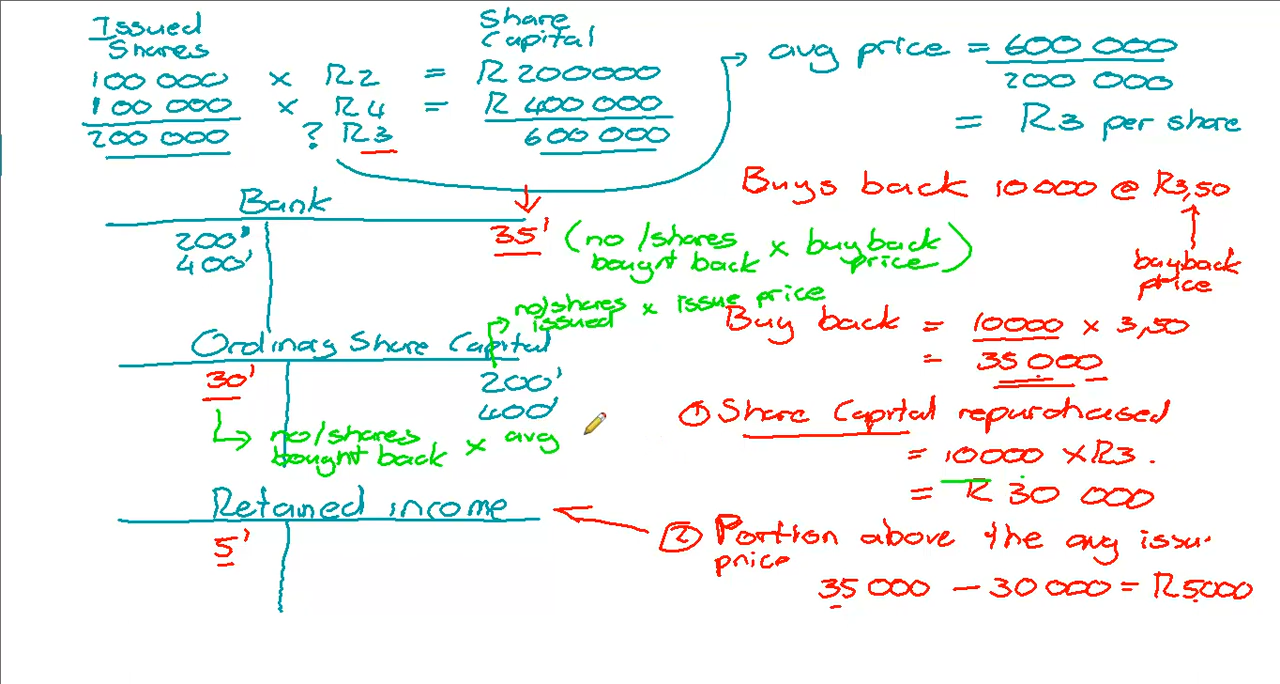 Issued Shares
Share Capital
100 000 x R2 = R 200000
100 000 x R4 = R 400 000
200 000 ? R3 600 000
avg price = 600 000
200 000
= R3 per share
Buys back 10000 @ R3,50
buyback
price
Bank
200'
400'
35' (no/shares bought back x buyback price)
Buy back = 10000 x 3,50
= 35 000
no/shares issued x issue price
Ordinary Share Capital
30'
200'
400'
no/shares bought back x avg
① Share Capital repurchased
= 10000 x R3.
= R 30 000
Retained income
5'
② Portion above the avg issu
price
35 000 - 30 000 = R5000